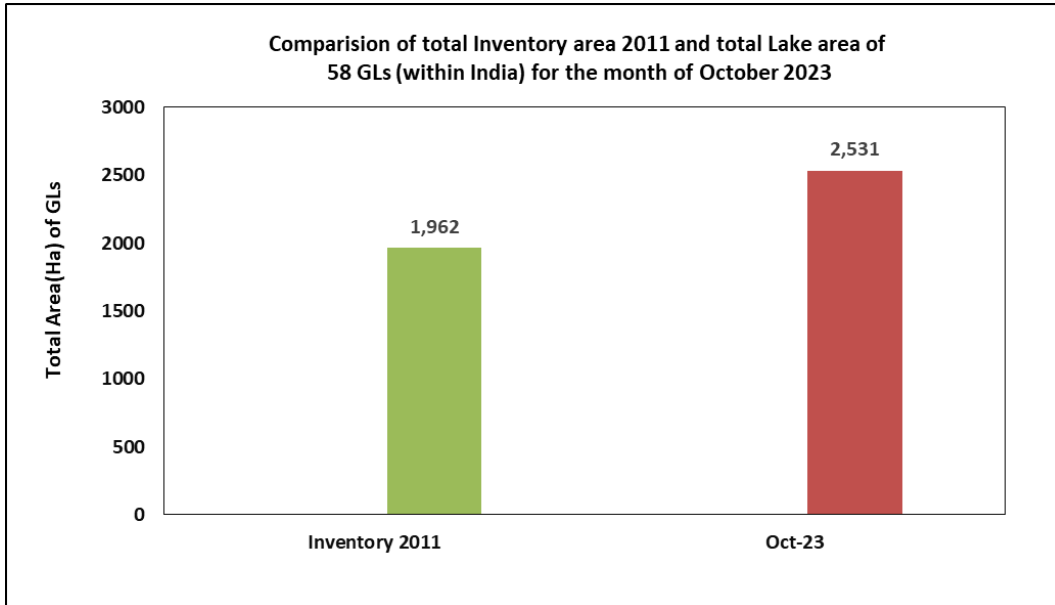 Comparision of total Inventory area 2011 and total Lake area of
58 GLs (within India) for the month of October 2023
Total Area(Ha) of GLs
3000
2500
2000
1500
1000
500
0
1,962
2,531
Inventory 2011
Oct-23